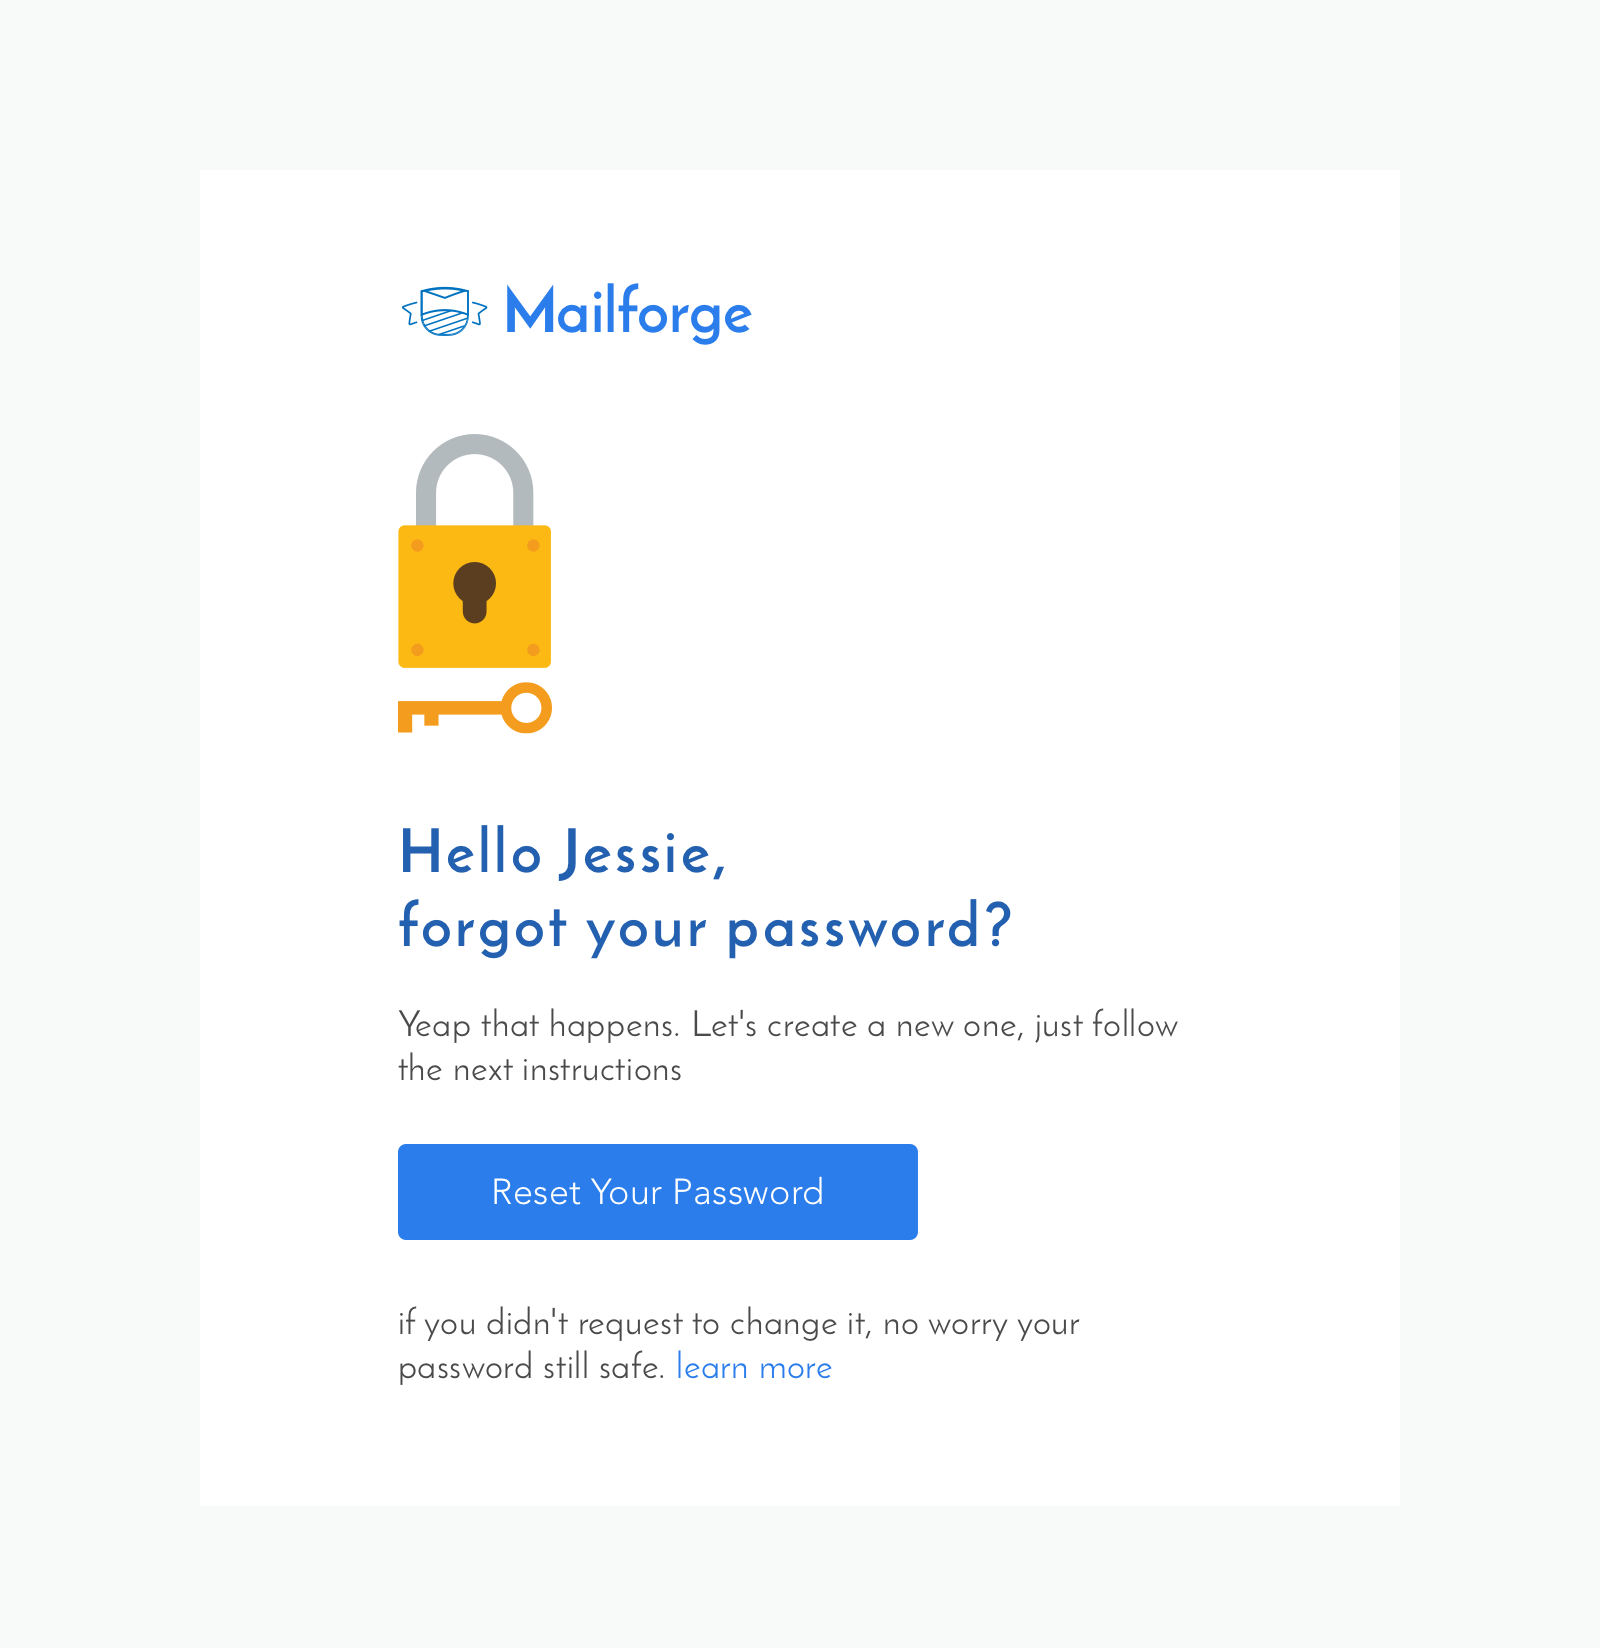 Mailforge
Hello Jessie,
forgot your password?
Yeap that happens. Let's create a new one, just follow
the next instructions
Reset Your Password
if you didn't request to change it, no worry your
password still safe. learn more